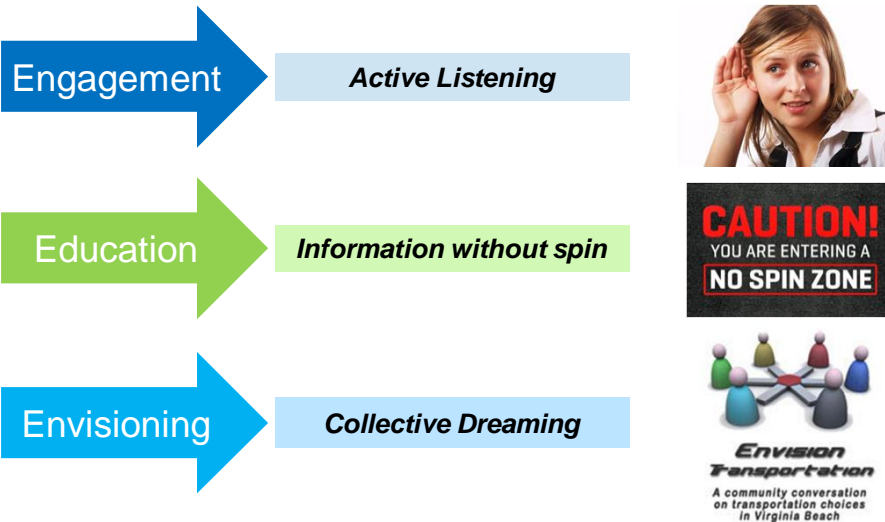 Engagement
Active Listening
Education
Information without spin
CAUTION!
YOU ARE ENTERING A
NO SPIN ZONE
Envisioning
Collective Dreaming
Envision
Transportation
A community conversation
on transportation choices
in Virginia Beach